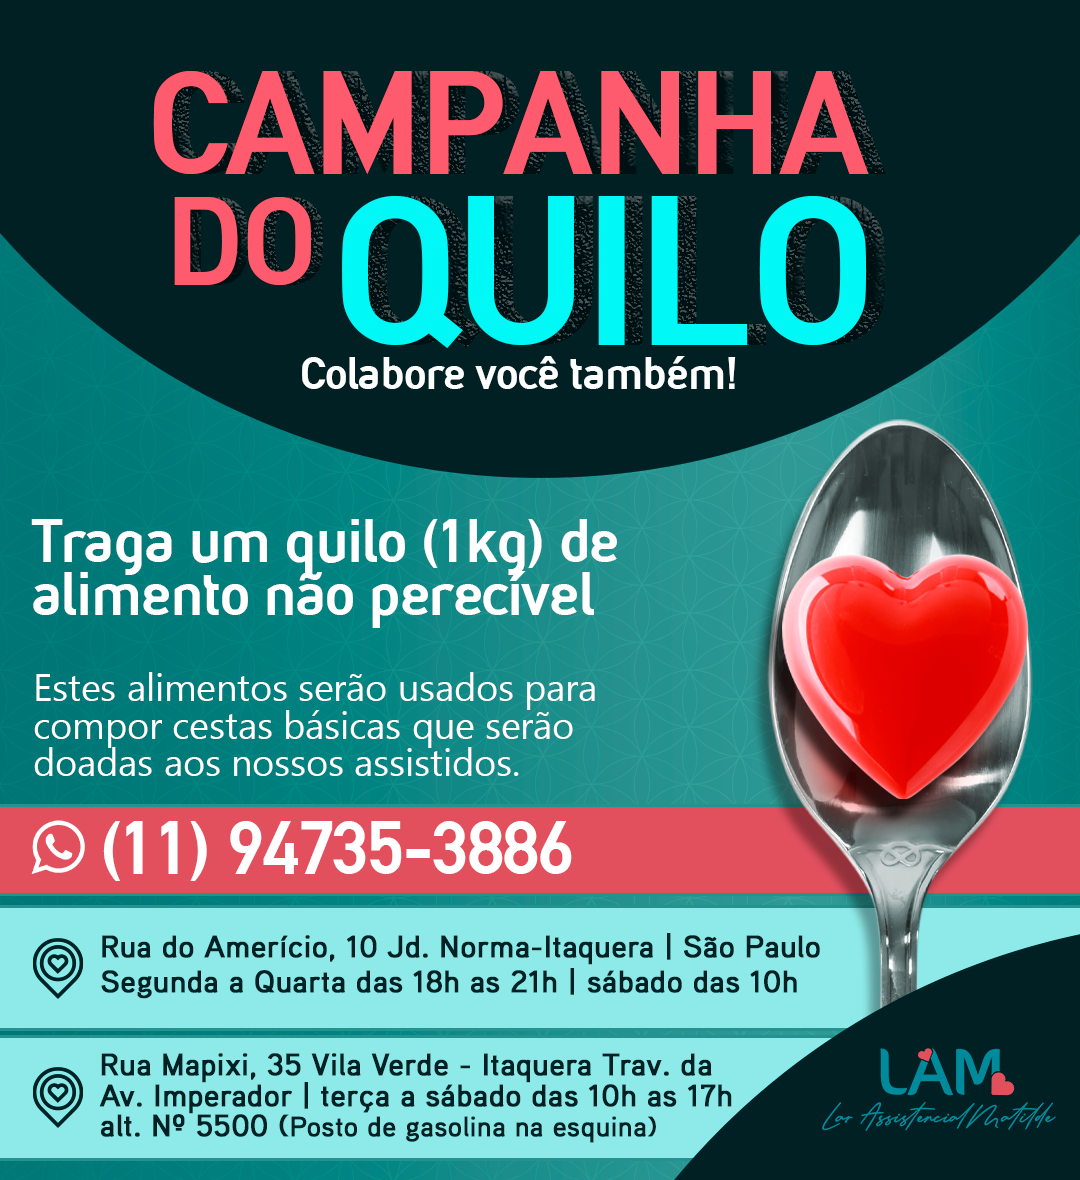 CAMPANHA
DO QUILO
Colabore você também!
Traga um quilo (1kg) de
alimento não perecível
Estes alimentos serão usados para
compor cestas básicas que serão
doadas aos nossos assistidos.
(11) 94735-3886
Rua do Amerício, 10 Jd. Norma-Itaquera | São Paulo
Segunda a Quarta das 18h as 21h | sábado das 10h
Rua Mapixi, 35 Vila Verde - Itaquera Trav. da
Av. Imperador | terça a sábado das 10h as 17h
alt. Nº 5500 (Posto de gasolina na esquina)
LAM
Lar Assistencial Matilde